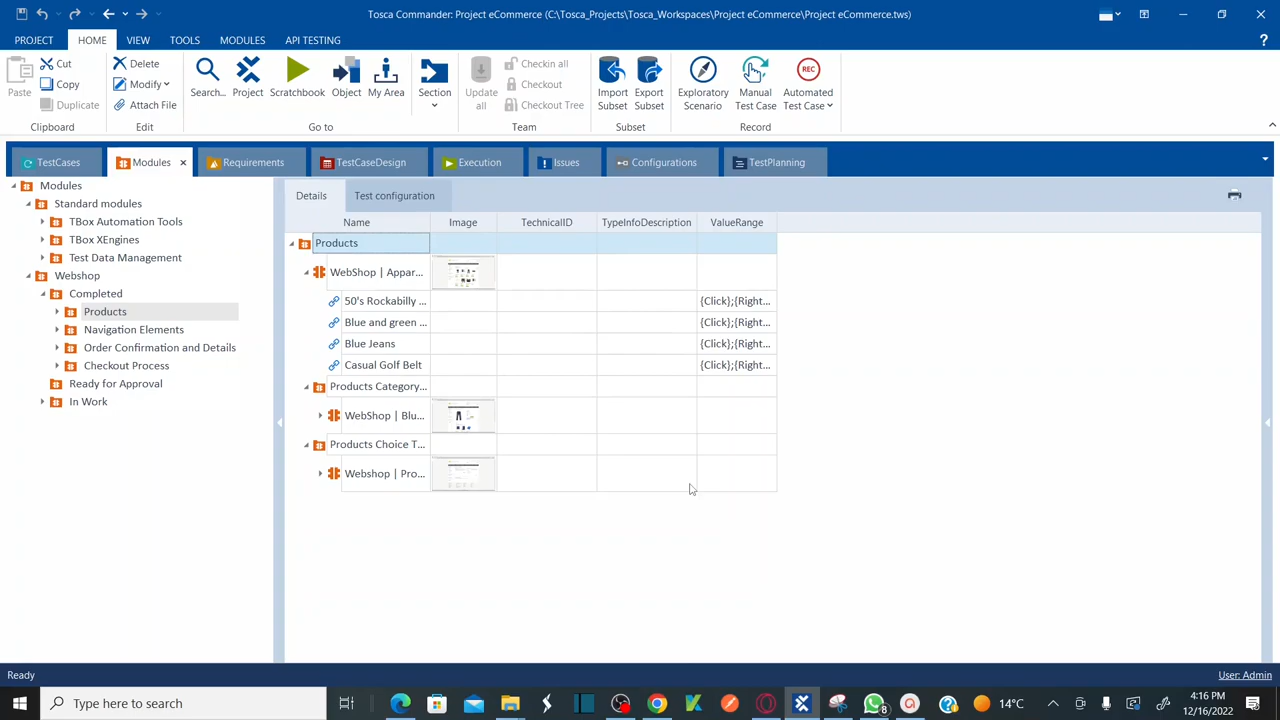 Tosca Commander: Project eCommerce (C:\Tosca_Projects\Tosca_Workspaces\Project eCommerce\Project eCommerce.tws)
PROJECT HOME VIEW TOOLS MODULES API TESTING ?
Paste
Cut
Copy
Duplicate
Clipboard
Delete
Modify
Attach File
Edit
Search...
Project
Scratchbook
Object
My Area
Section
Go to
Update all
Checkin all
Checkout
Checkout Tree
Team
Import Subset
Export Subset
Subset
Exploratory Scenario
Manual Test Case
REC
Automated Test Case
Record
TestCases Modules × Requirements TestCaseDesign Execution Issues Configurations TestPlanning
Modules
Standard modules
TBox Automation Tools
TBox XEngines
Test Data Management
Webshop
Completed
Products
Navigation Elements
Order Confirmation and Details
Checkout Process
Ready for Approval
In Work
Details Test configuration
Name Image TechnicalID TypeInfoDescription ValueRange
Products
WebShop | Appar...
50's Rockabilly ... {Click};{Right...
Blue and green ... {Click};{Right...
Blue Jeans {Click};{Right...
Casual Golf Belt {Click};{Right...
Products Category...
WebShop | Blu...
Products Choice T...
Webshop | Pro...
Ready User: Admin
Type here to search
8
14°C
4:16 PM
12/16/2022